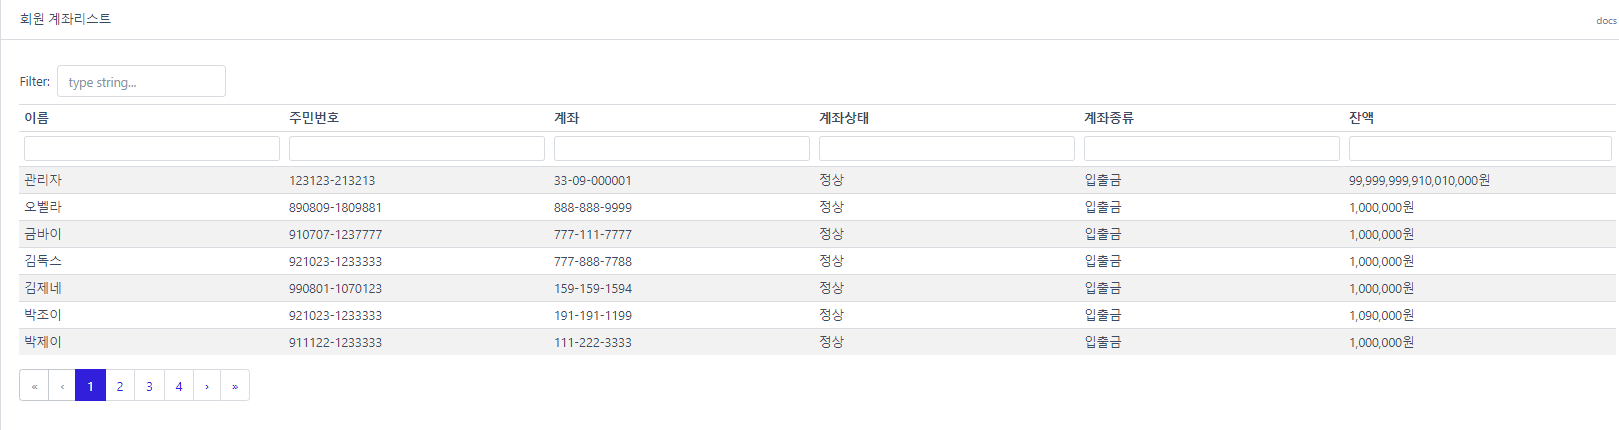 회원 계좌리스트
docs
Filter: type string...
이름 주민번호 계좌 계좌상태 계좌종류 잔액
관리자 123123-213213 33-09-000001 정상 입출금 99,999,999,910,010,000원
오벨라 890809-1809881 888-888-9999 정상 입출금 1,000,000원
금바이 910707-1237777 777-111-7777 정상 입출금 1,000,000원
김독스 921023-1233333 777-888-7788 정상 입출금 1,000,000원
김제네 990801-1070123 159-159-1594 정상 입출금 1,000,000원
박조이 921023-1233333 191-191-1199 정상 입출금 1,090,000원
박제이 911122-1233333 111-222-3333 정상 입출금 1,000,000원
« ‹ 1 2 3 4 › »